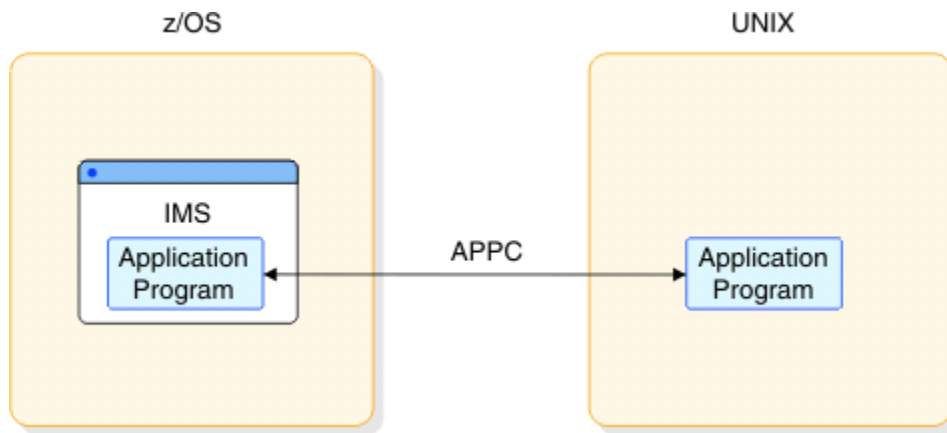 z/OS
UNIX
IMS
Application
Program
APPC
Application
Program